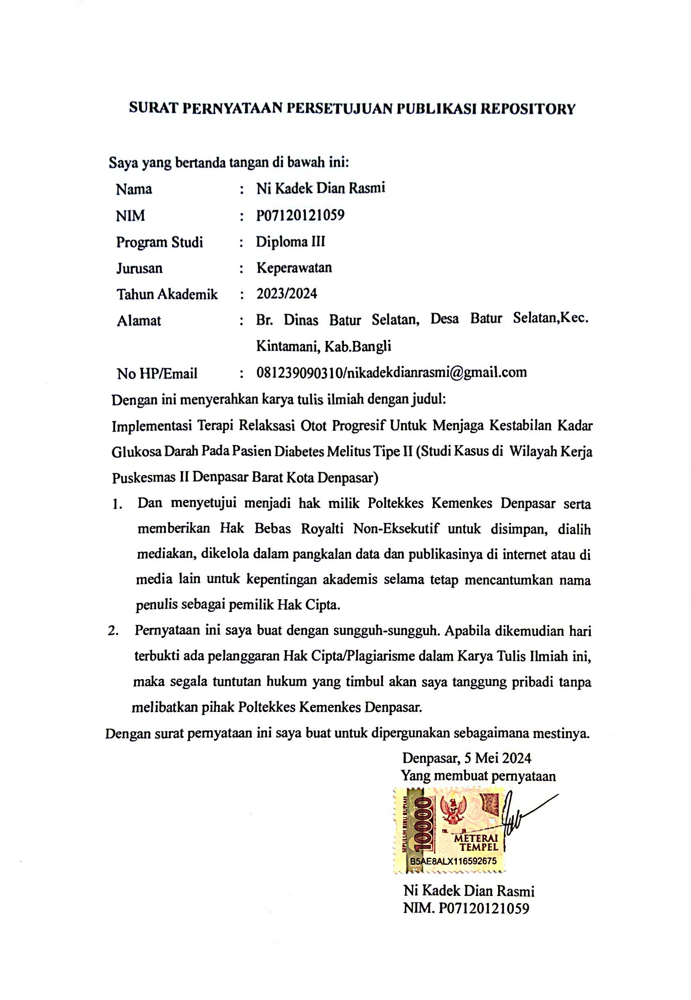 SURAT PERNYATAAN PERSETUJUAN PUBLIKASI REPOSITORY
Saya yang bertanda tangan di bawah ini:
Nama : Ni Kadek Dian Rasmi
NIM : P07120121059
Program Studi : Diploma III
Jurusan : Keperawatan
Tahun Akademik : 2023/2024
Alamat : Br. Dinas Batur Selatan, Desa Batur Selatan,Kec.
Kintamani, Kab.Bangli
No HP/Email : 081239090310/nikadekdianrasmi@gmail.com
Dengan ini menyerahkan karya tulis ilmiah dengan judul:
Implementasi Terapi Relaksasi Otot Progresif Untuk Menjaga Kestabilan Kadar
Glukosa Darah Pada Pasien Diabetes Melitus Tipe II (Studi Kasus di Wilayah Kerja
Puskesmas II Denpasar Barat Kota Denpasar)
1. Dan menyetujui menjadi hak milik Poltekkes Kemenkes Denpasar serta
memberikan Hak Bebas Royalti Non-Eksekutif untuk disimpan, dialih
mediakan, dikelola dalam pangkalan data dan publikasinya di internet atau di
media lain untuk kepentingan akademis selama tetap mencantumkan nama
penulis sebagai pemilik Hak Cipta.
2. Pernyataan ini saya buat dengan sungguh-sungguh. Apabila dikemudian hari
terbukti ada pelanggaran Hak Cipta/Plagiarisme dalam Karya Tulis Ilmiah ini,
maka segala tuntutan hukum yang timbul akan saya tanggung pribadi tanpa
melibatkan pihak Poltekkes Kemenkes Denpasar.
Dengan surat pernyataan ini saya buat untuk dipergunakan sebagaimana mestinya.
Denpasar, 5 Mei 2024
Yang membuat pernyataan
SEPULUH RIBU RUPIAH
10000
TGL. 20
METERAI
TEMPEL
B5AE8ALX116592675
Ni Kadek Dian Rasmi
NIM. P07120121059